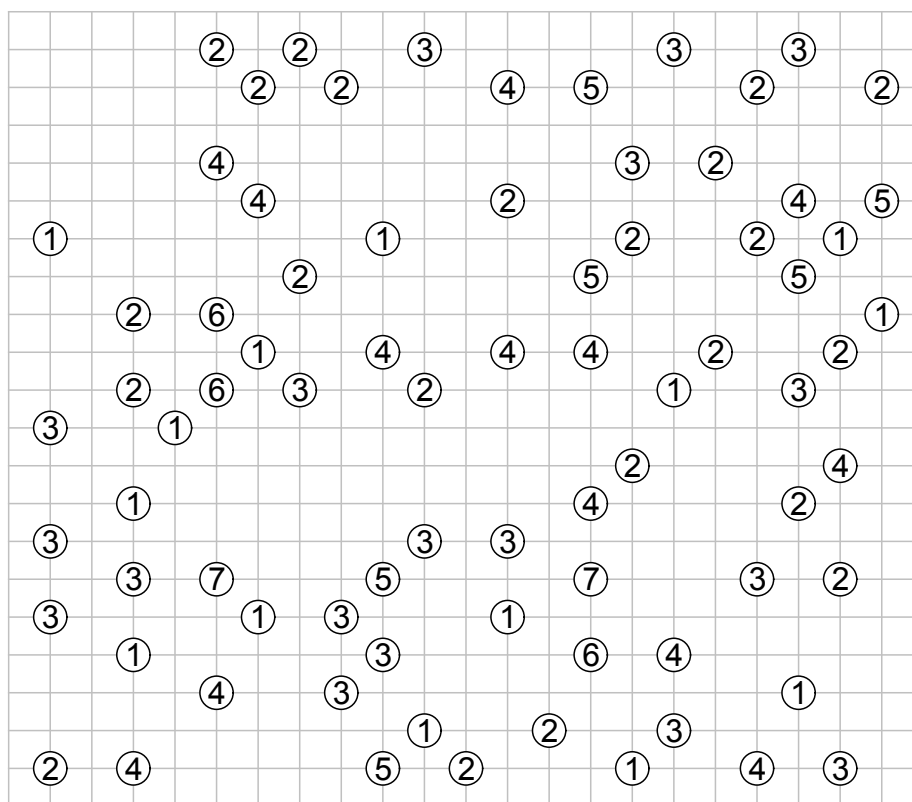 2 2 3 3 3
2 2 4 5 2 2
4 3 2
4 2 4 5
1 1 2 2 1
2 5 5
2 6 1
1 4 4 4 2 2
2 6 3 2 1 3
3 1
2 4
1 4 2
3 3 3
3 7 5 7 3 2
3 1 3 1
1 3 6 4
4 3 1
1 2 3
2 4 5 2 1 4 3